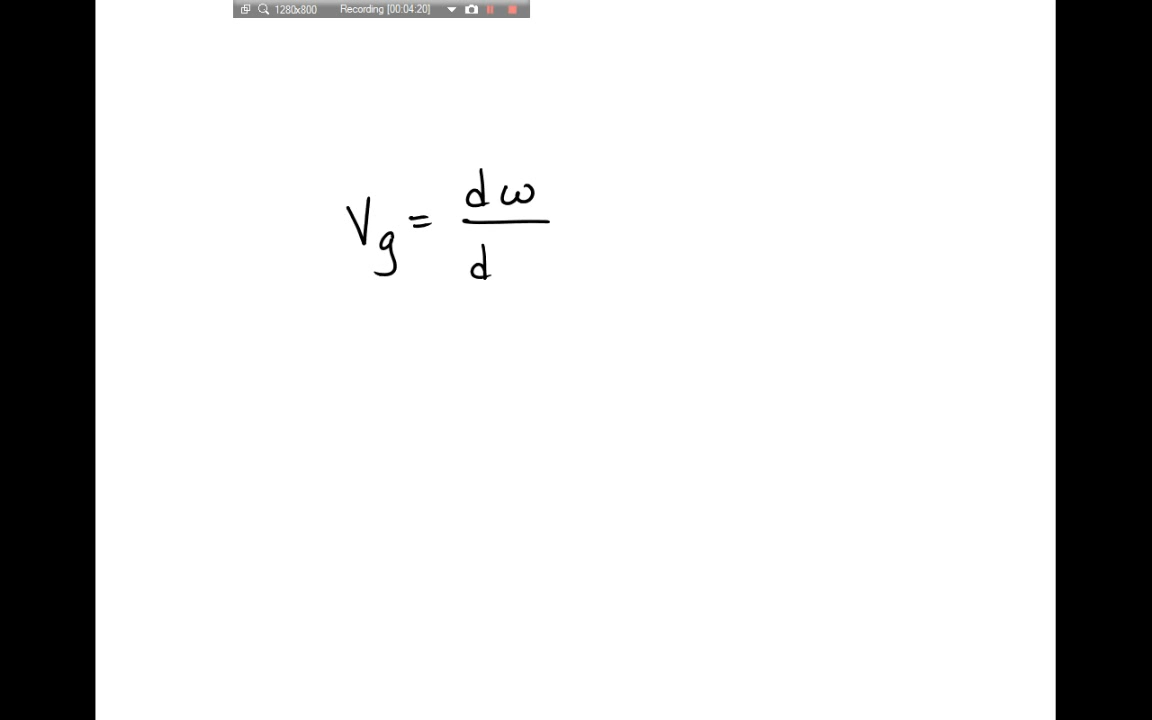 1280x800 Recording [00:04:20]
Vg = dω / d